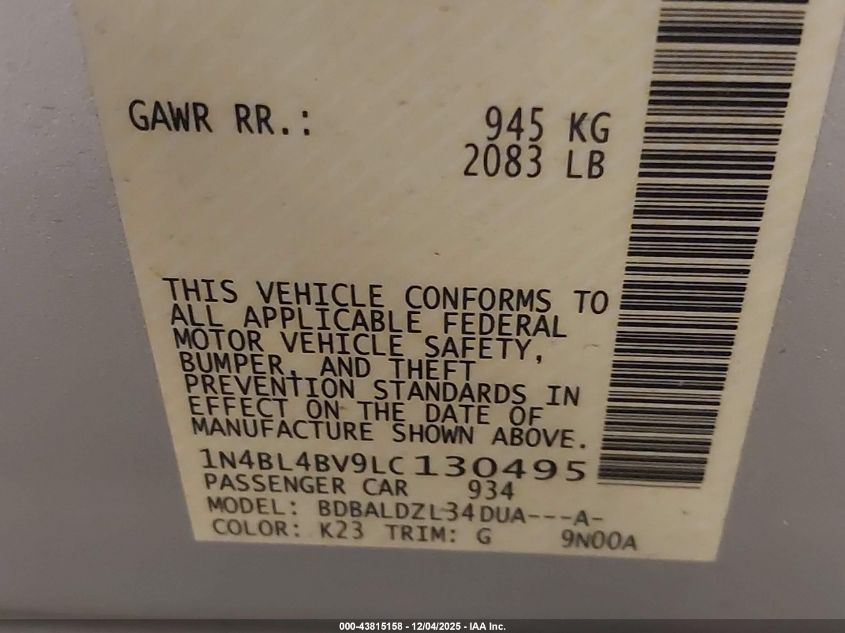 GAWR RR.: 945 KG
2083 LB
THIS VEHICLE CONFORMS TO
ALL APPLICABLE FEDERAL
MOTOR VEHICLE SAFETY,
BUMPER, AND THEFT
PREVENTION STANDARDS IN
EFFECT ON THE DATE OF
MANUFACTURE SHOWN ABOVE.
1N4BL4BV9LC130495
PASSENGER CAR 934
MODEL: BDBALDZL34DUA---A-
COLOR: K23 TRIM: G 9N00A
000-43815158 - 12/04/2025 - IAA Inc.